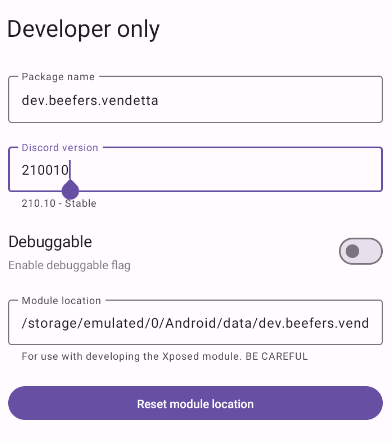 Developer only
Package name
dev.beefers.vendetta
Discord version
210010
210.10 - Stable
Debuggable
Enable debuggable flag
Module location
/storage/emulated/0/Android/data/dev.beefers.vend
For use with developing the Xposed module. BE CAREFUL
Reset module location